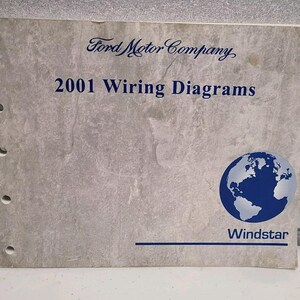 Ford Motor Company
2001 Wiring Diagrams
Windstar